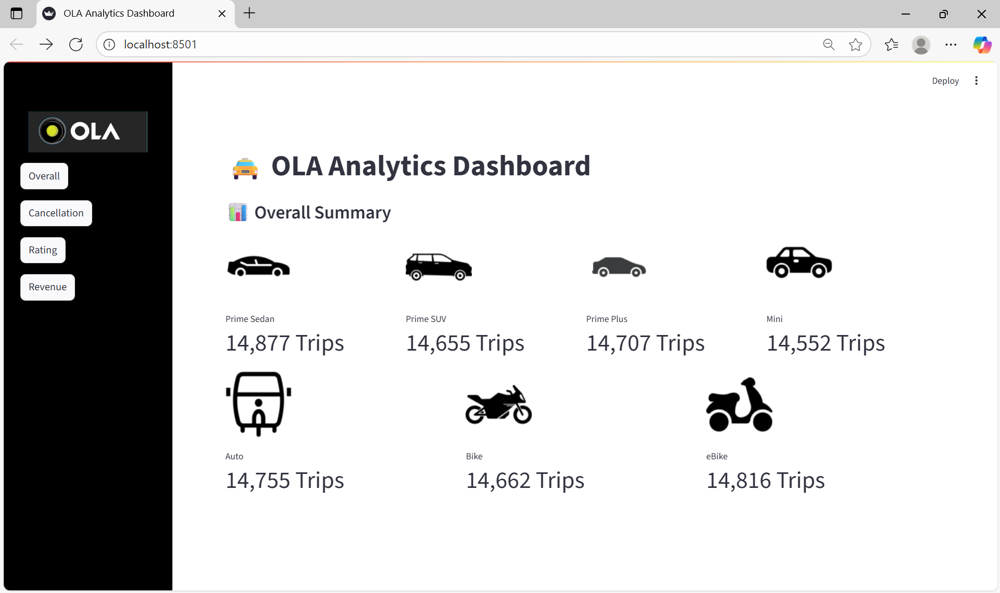 OLA Analytics Dashboard
localhost:8501
Deploy
OLA
Overall
Cancellation
Rating
Revenue
OLA Analytics Dashboard
Overall Summary
Prime Sedan
14,877 Trips
Prime SUV
14,655 Trips
Prime Plus
14,707 Trips
Mini
14,552 Trips
Auto
14,755 Trips
Bike
14,662 Trips
eBike
14,816 Trips